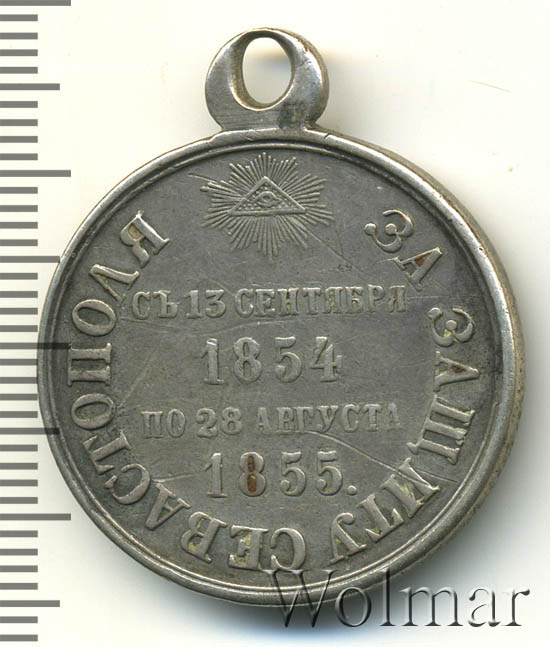 ЗА ЗАЩИТУ СЕВАСТОПОЛЯ
СЪ 13 СЕНТЯБРЯ
1854
ПО 28 АВГУСТА
1855.
Wolmar